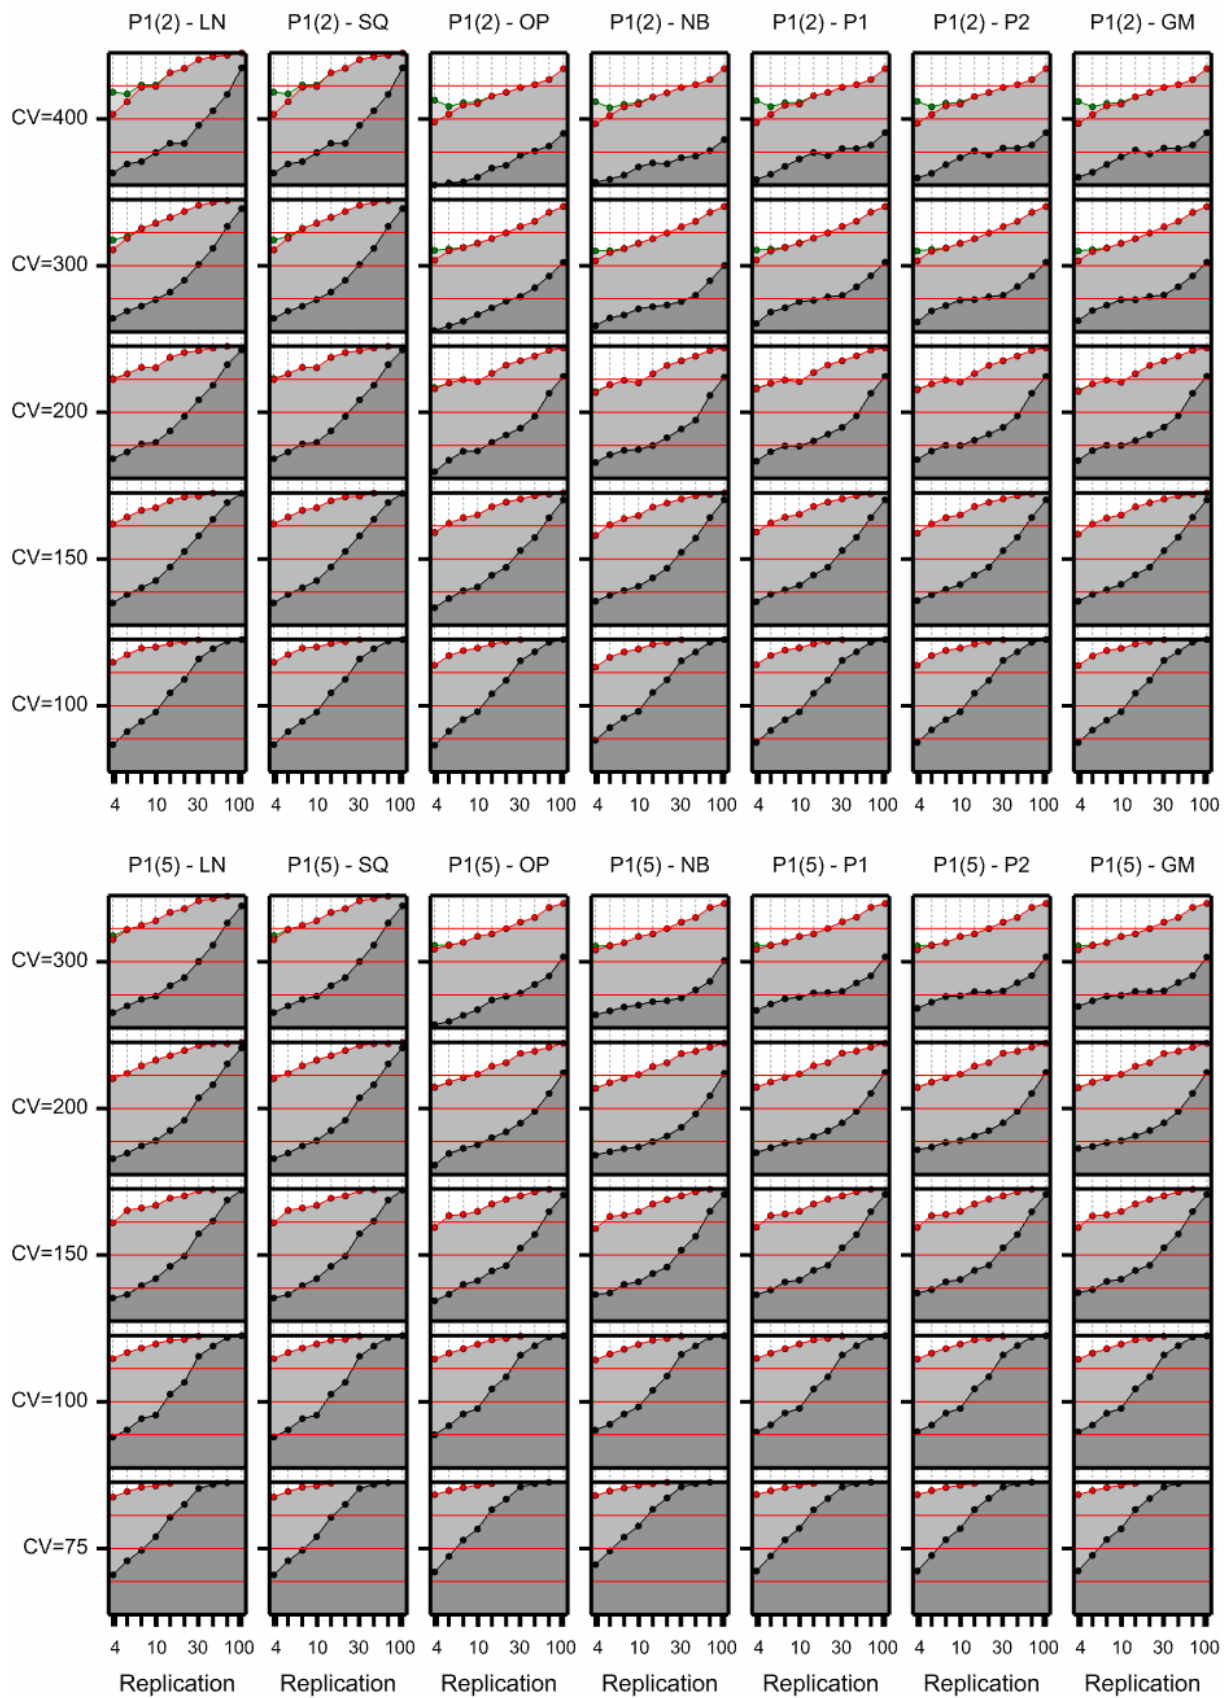 P1(2) - LN P1(2) - SQ P1(2) - OP P1(2) - NB P1(2) - P1 P1(2) - P2 P1(2) - GM
CV=400
CV=300
CV=200
CV=150
CV=100
4 10 30 100 4 10 30 100 4 10 30 100 4 10 30 100 4 10 30 100 4 10 30 100 4 10 30 100
P1(5) - LN P1(5) - SQ P1(5) - OP P1(5) - NB P1(5) - P1 P1(5) - P2 P1(5) - GM
CV=300
CV=200
CV=150
CV=100
CV=75
4 10 30 100 4 10 30 100 4 10 30 100 4 10 30 100 4 10 30 100 4 10 30 100 4 10 30 100
Replication Replication Replication Replication Replication Replication Replication